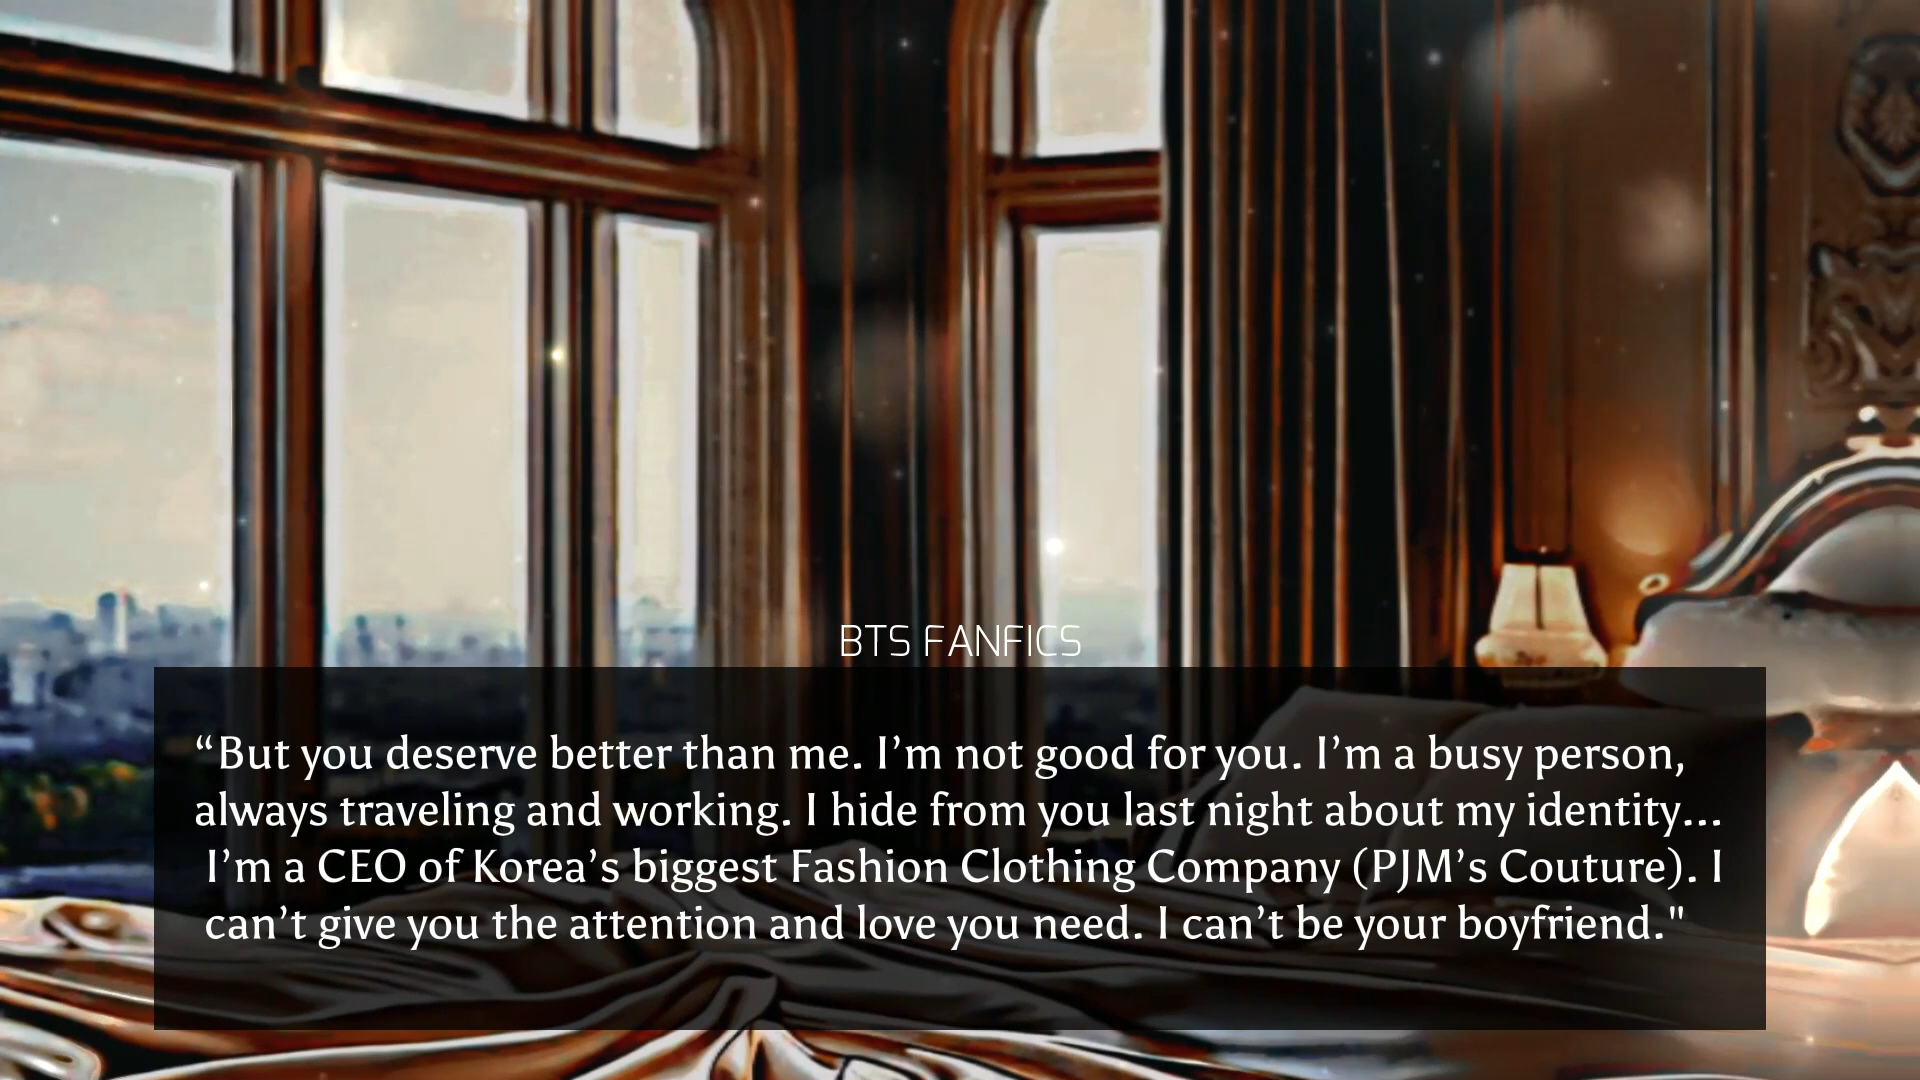 BTS FANFICS
“But you deserve better than me. I’m not good for you. I’m a busy person,
always traveling and working. I hide from you last night about my identity...
I’m a CEO of Korea’s biggest Fashion Clothing Company (PJM’s Couture). I
can’t give you the attention and love you need. I can’t be your boyfriend."